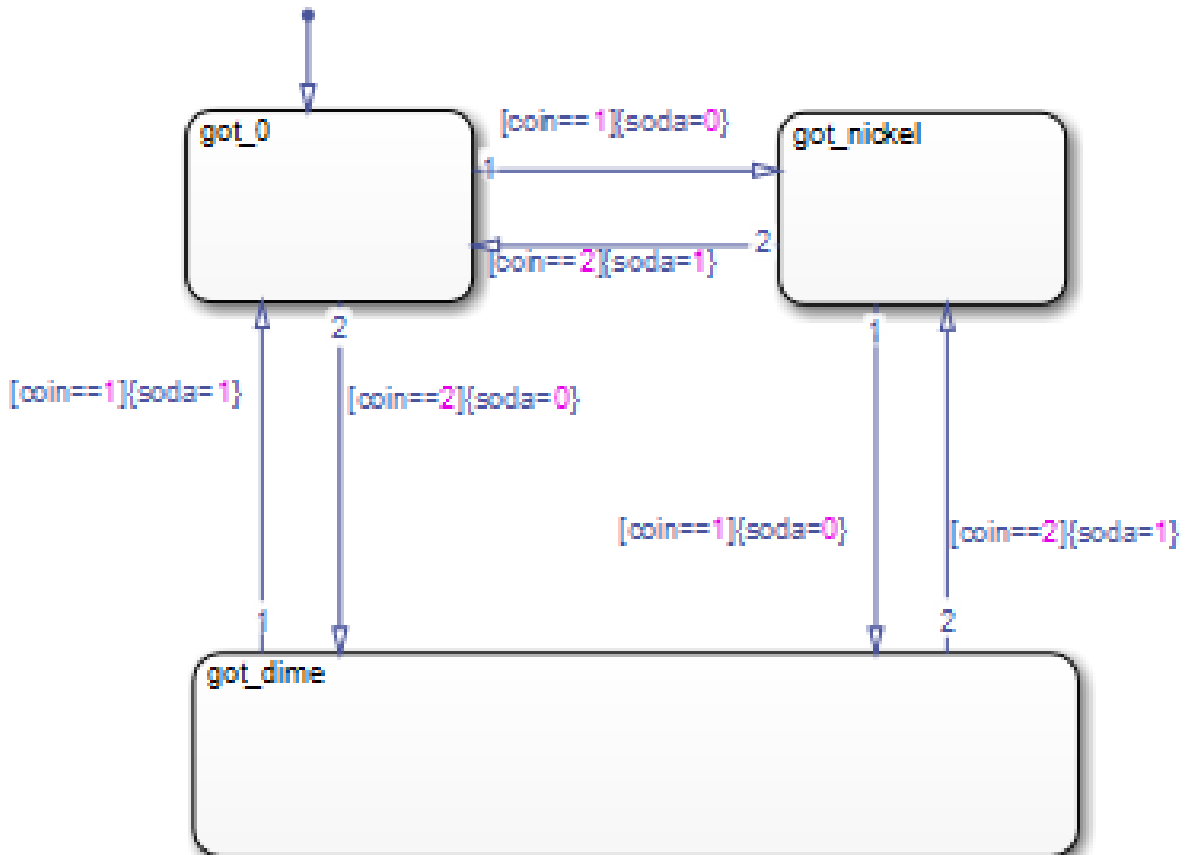 got_0
[coin==1]{soda=0}
got_nickel
1
2
[coin==2]{soda=1}
2
1
[coin==1]{soda=1}
[coin==2]{soda=0}
[coin==1]{soda=0}
[coin==2]{soda=1}
1
2
got_dime